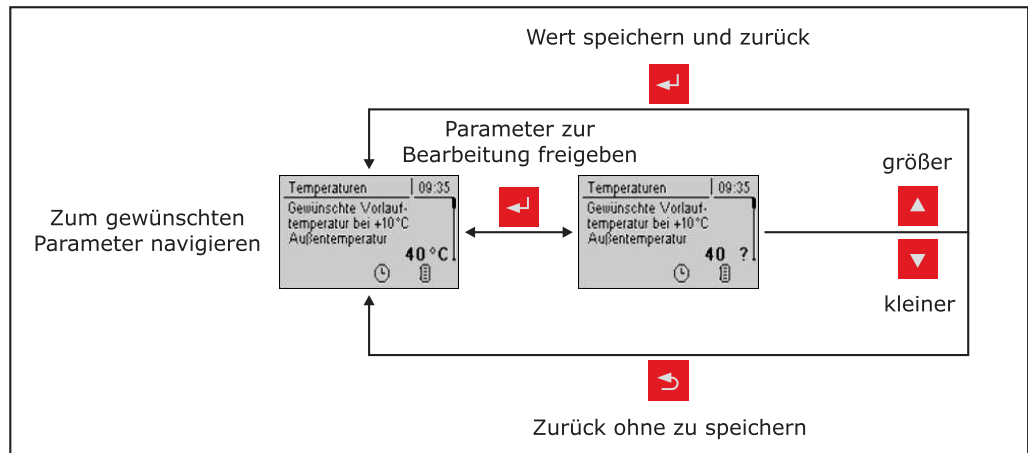 Wert speichern und zurück
Parameter zur
Bearbeitung freigeben
größer
Zum gewünschten
Parameter navigieren
Temperaturen 09:35
Gewünschte Vorlauf-
temperatur bei +10°C
Außentemperatur
40°C
Temperaturen 09:35
Gewünschte Vorlauf-
temperatur bei +10°C
Außentemperatur
40 ?
kleiner
Zurück ohne zu speichern